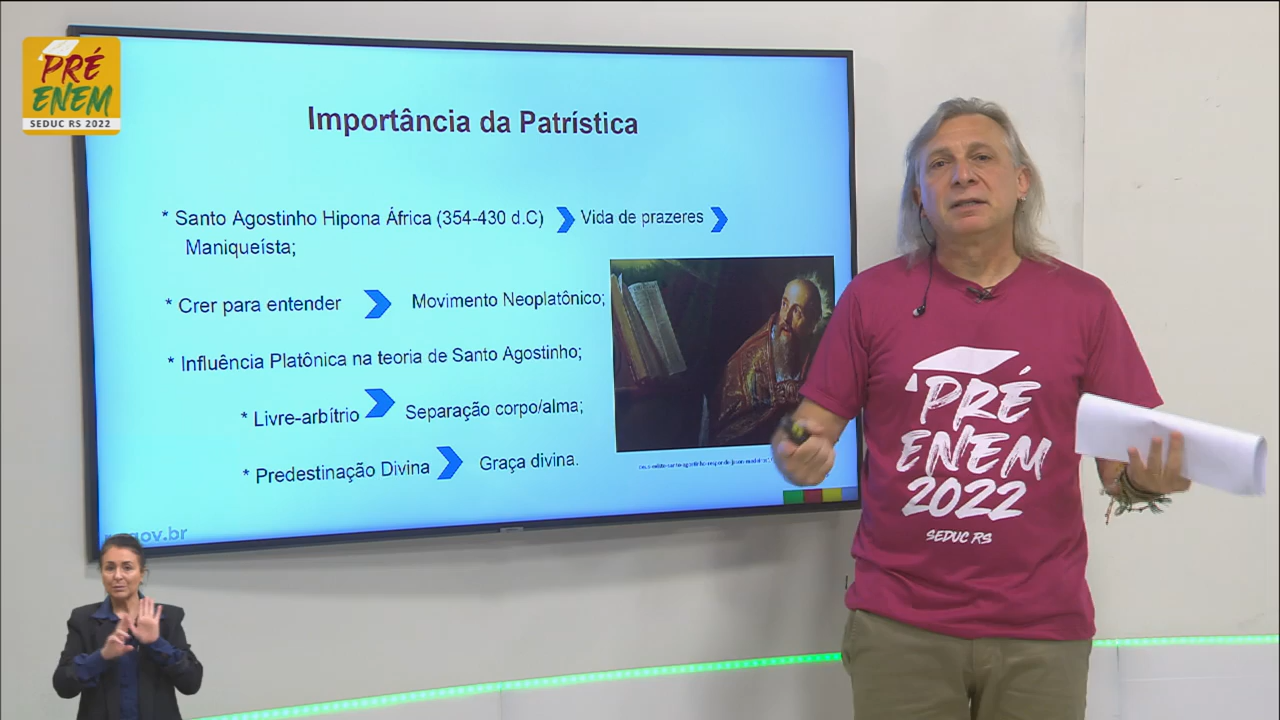 PRÉ
ENEM
SEDUC RS 2022
Importância da Patrística
* Santo Agostinho Hipona África (354-430 d.C) Vida de prazeres
Maniqueísta;
* Crer para entender Movimento Neoplatônico;
* Influência Platônica na teoria de Santo Agostinho;
* Livre-arbítrio Separação corpo/alma;
* Predestinação Divina Graça divina.
gov.br
PRÉ
ENEM
2022
SEDUC RS